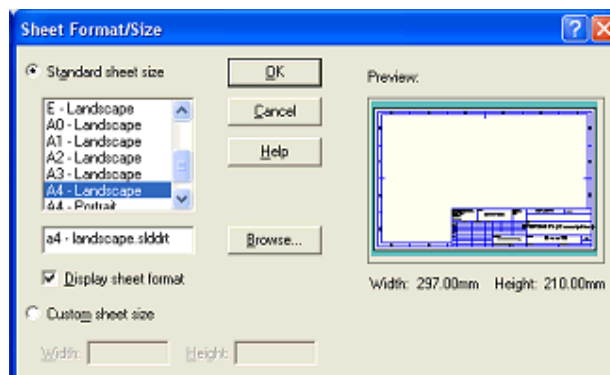 Sheet Format/Size
Standard sheet size
OK
Preview:
E - Landscape
A0 - Landscape
A1 - Landscape
A2 - Landscape
A3 - Landscape
A4 - Landscape
A4 - Portrait
Cancel
Help
a4 - landscape.slddrt
Browse...
Display sheet format
Width: 297.00mm Height: 210.00mm
Custom sheet size
Width: Height: